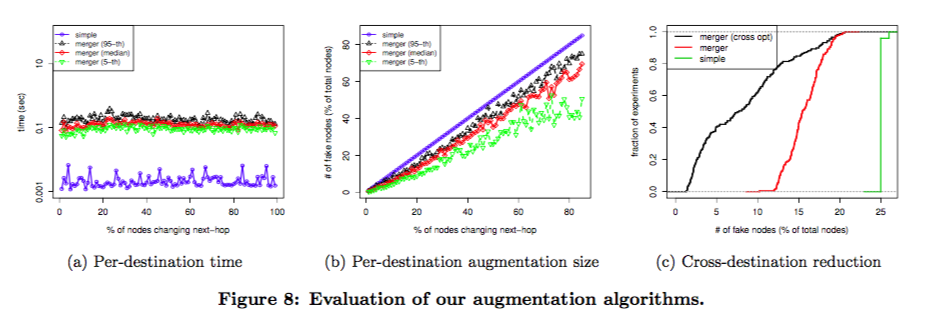 simple
merger (95−th)
merger (median)
merger (5−th)
time (sec)
10
0.1
0.001
0
20
40
60
80
100
% of nodes changing next−hop
(a) Per-destination time
simple
merger (95−th)
merger (median)
merger (5−th)
# of fake nodes (% of total nodes)
80
60
40
20
0
0
20
40
60
80
% of nodes changing next−hop
(b) Per-destination augmentation size
merger (cross opt)
merger
simple
fraction of experiments
1.0
0.8
0.6
0.4
0.2
0.0
0
5
10
15
20
25
# of fake nodes (% of total nodes)
(c) Cross-destination reduction
Figure 8: Evaluation of our augmentation algorithms.